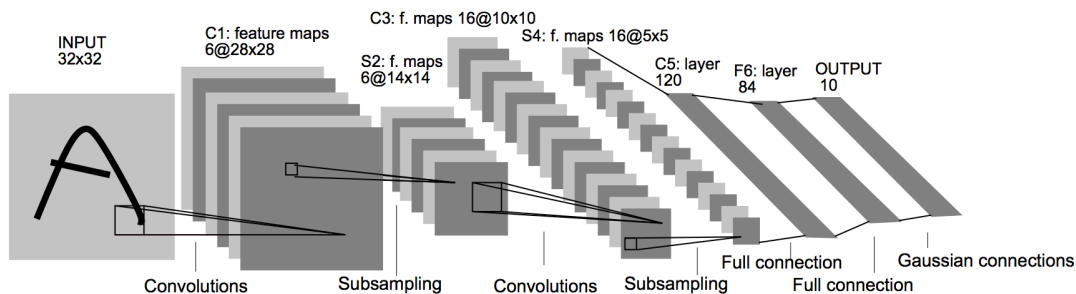 INPUT
32x32
C1: feature maps
6@28x28
S2: f. maps
6@14x14
C3: f. maps 16@10x10
S4: f. maps 16@5x5
C5: layer
120
F6: layer
84
OUTPUT
10
Convolutions
Subsampling
Convolutions
Subsampling
Full connection
Full connection
Gaussian connections